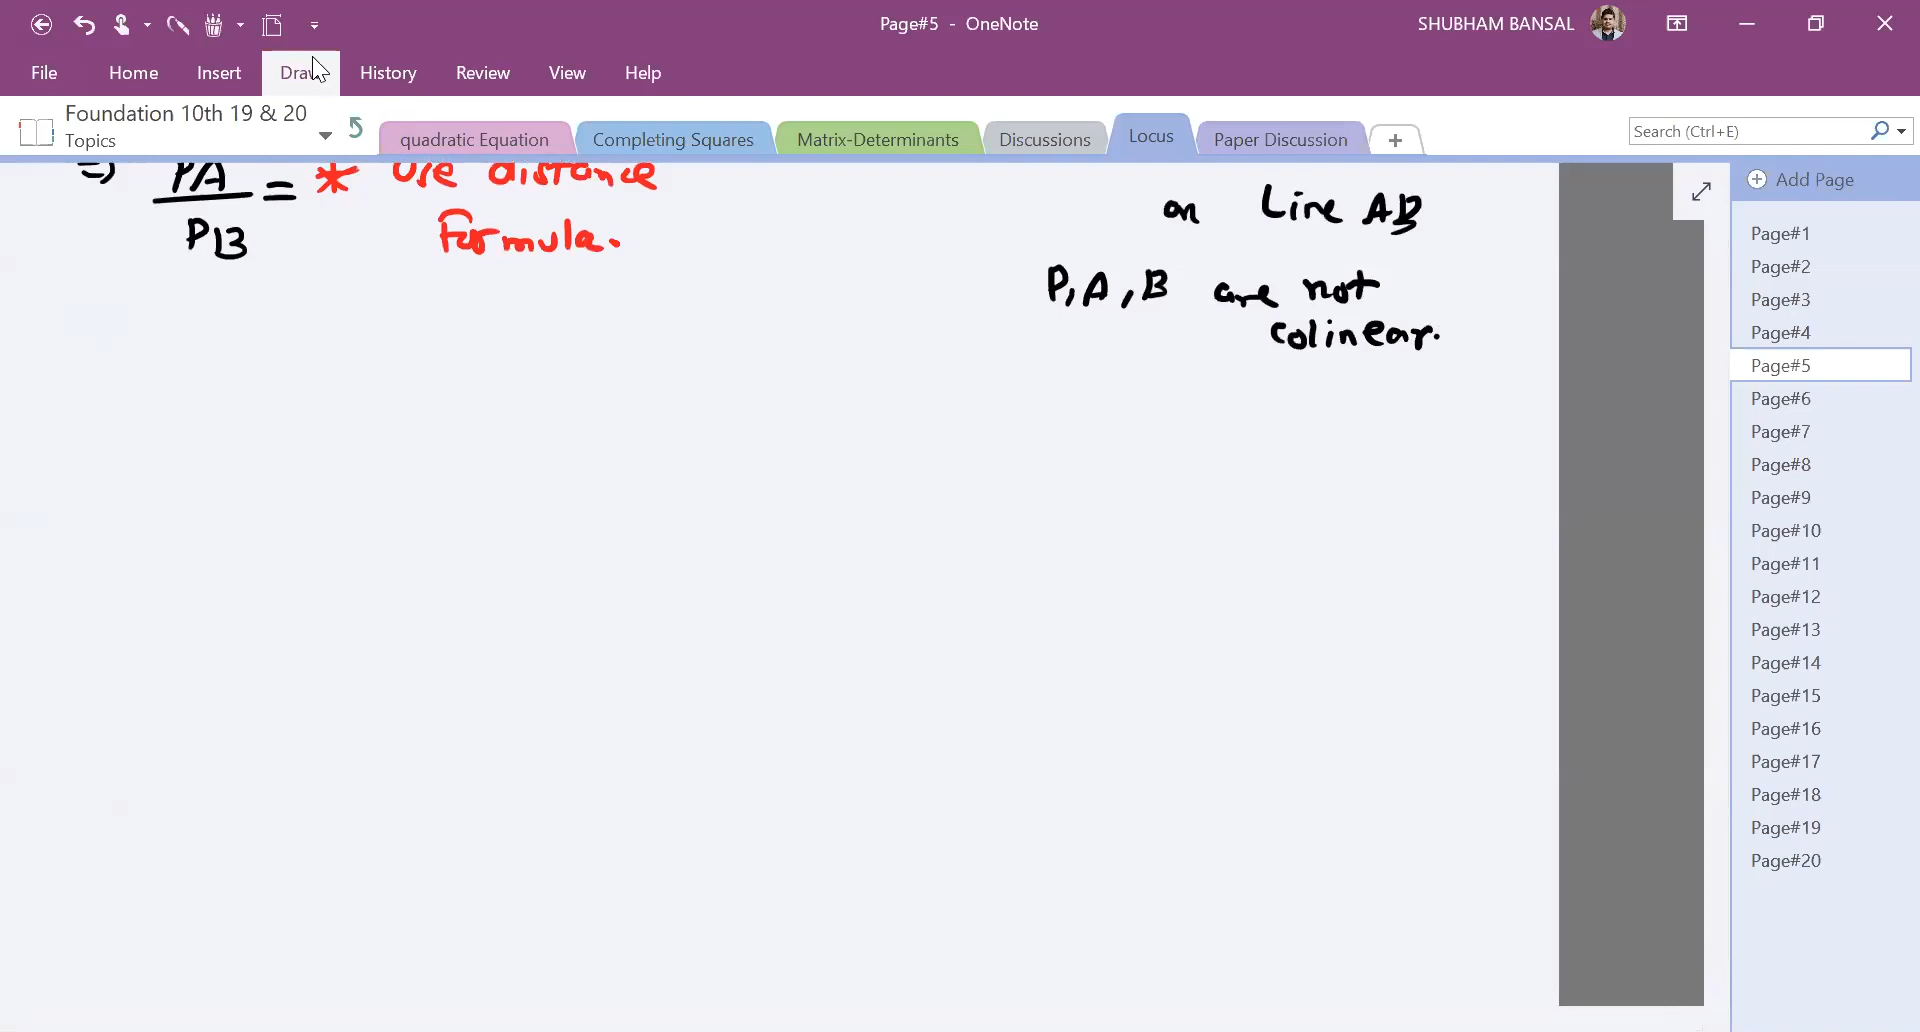 Page#5 - OneNote
SHUBHAM BANSAL
File Home Insert Draw History Review View Help
Foundation 10th 19 & 20
Topics
quadratic Equation
Completing Squares
Matrix-Determinants
Discussions
Locus
Paper Discussion
+
Search (Ctrl+E)
⇒ PA
PB
= * Use distance
Formula.
on Line AB
P, A, B are not
colinear.
Add Page
Page#1
Page#2
Page#3
Page#4
Page#5
Page#6
Page#7
Page#8
Page#9
Page#10
Page#11
Page#12
Page#13
Page#14
Page#15
Page#16
Page#17
Page#18
Page#19
Page#20